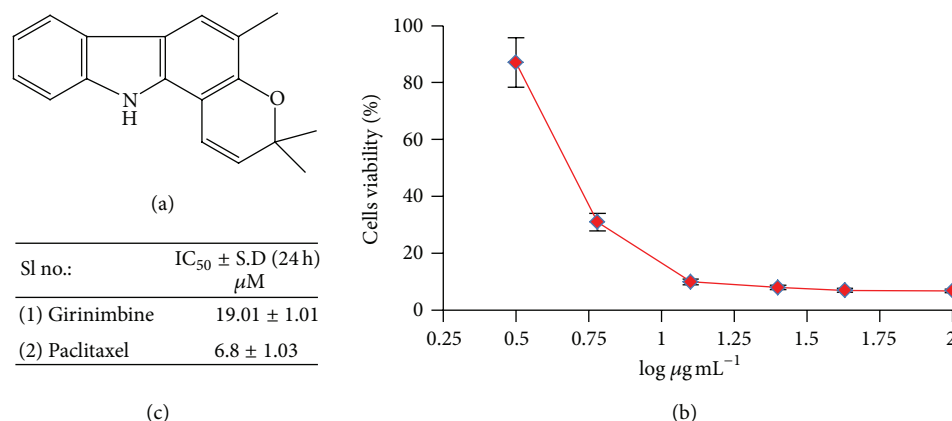 O
N
H
(a)
Sl no.:
IC50 ± S.D (24 h)
μM
(1) Girinimbine 19.01 ± 1.01
(2) Paclitaxel 6.8 ± 1.03
(c)
Cells viability (%)
100
80
60
40
20
0
0.25 0.5 0.75 1 1.25 1.5 1.75 2
log μg mL−1
(b)